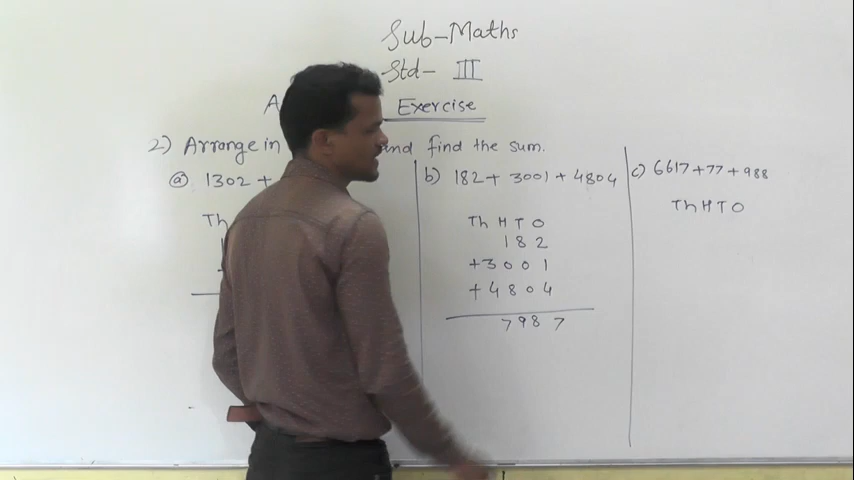 Sub-Maths
Std- III
A Exercise
2) Arrange in and find the sum.
a) 1302 +
Th
b) 182 + 3001 + 4804
Th H T O
1 8 2
+3 0 0 1
+ 4 8 0 4
7 9 8 7
c) 6617+77+988
Th H T O